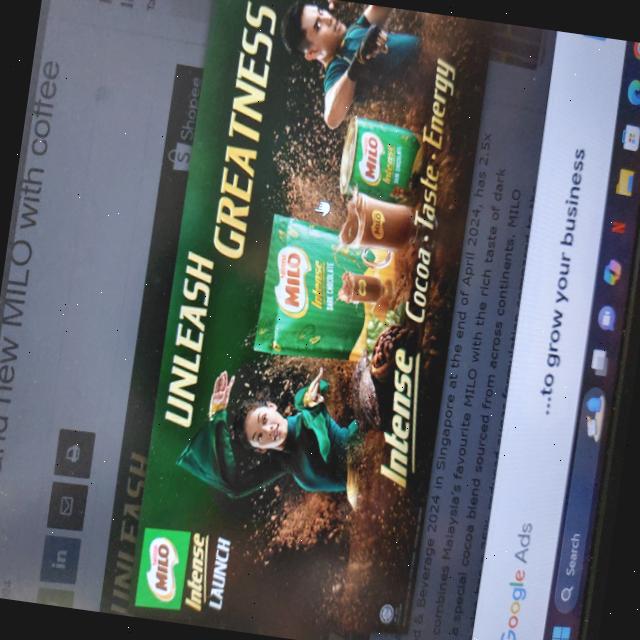 and new MILO with coffee
in
Shopee
UNLEASH
MILO
Intense
LAUNCH
UNLEASH
GREATNESS
MILO
Intense
DARK CHOCOLATE
MILO
Intense
Intense Cocoa · Taste · Energy
d & Beverage 2024 in Singapore at the end of April 2024, has 2.5x
combines Malaysia's favourite MILO with the rich taste of dark
a special cocoa blend sourced from across continents, MILO
Google Ads
...to grow your business
Search